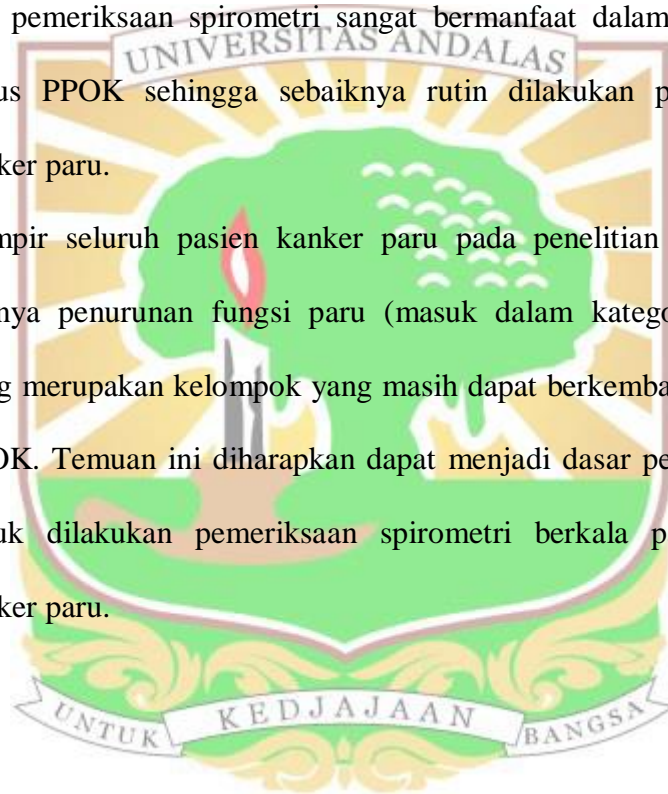 pemeriksaan spirometri sangat bermanfaat dalam
UNIVERSITAS ANDALAS
us PPOK sehingga sebaiknya rutin dilakukan p
ker paru.
mpir seluruh pasien kanker paru pada penelitian
nya penurunan fungsi paru (masuk dalam katego
g merupakan kelompok yang masih dapat berkemba
OK. Temuan ini diharapkan dapat menjadi dasar pe
uk dilakukan pemeriksaan spirometri berkala p
ker paru.
UNTUK KEDJAJAAN BANGSA